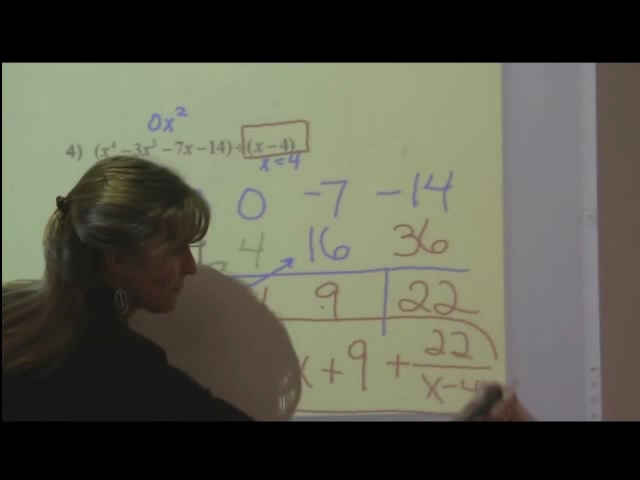 0x²
4) (x⁴ − 3x³ − 7x − 14) ÷ (x − 4)
x = 4
0 −7 −14
4 16 36
9 22
x + 9 + 22/(x − 4